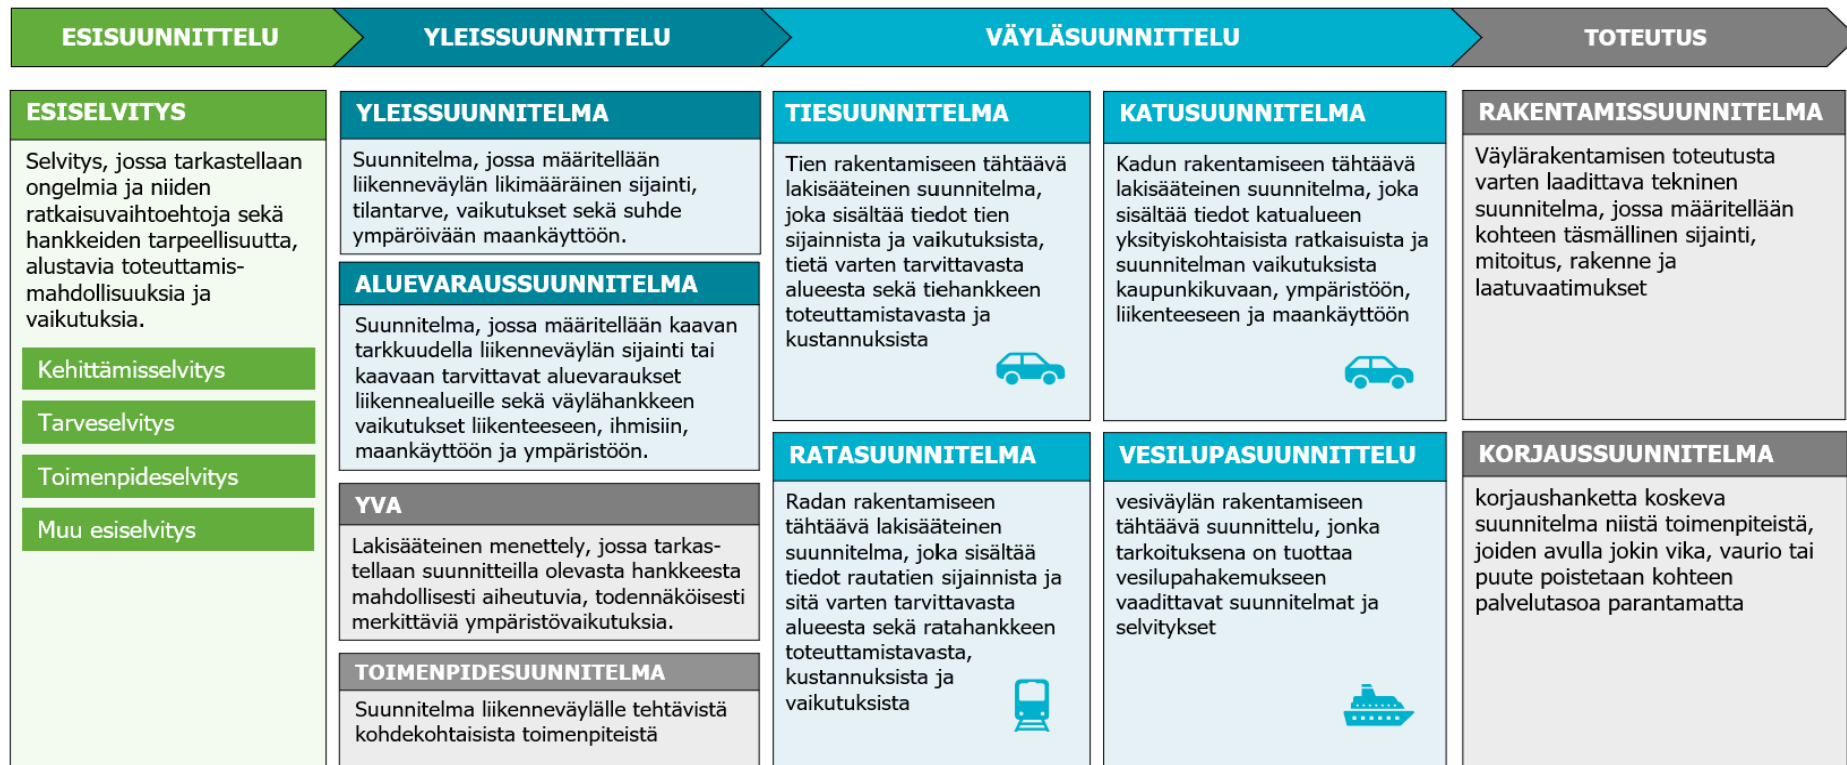 ESISUUNNITTELU
YLEISSUUNNITTELU
VÄYLÄSUUNNITTELU
TOTEUTUS
ESISELVITYS
Selvitys, jossa tarkastellaan
ongelmia ja niiden
ratkaisuvaihtoehtoja sekä
hankkeiden tarpeellisuutta,
alustavia toteuttamis-
mahdollisuuksia ja
vaikutuksia.
Kehittämisselvitys
Tarveselvitys
Toimenpideselvitys
Muu esiselvitys
YLEISSUUNNITELMA
Suunnitelma, jossa määritellään
liikenneväylän likimääräinen sijainti,
tilantarve, vaikutukset sekä suhde
ympäröivään maankäyttöön.
ALUEVARAUSSUUNNITELMA
Suunnitelma, jossa määritellään kaavan
tarkkuudella liikenneväylän sijainti tai
kaavaan tarvittavat aluevaraukset
liikennealueille sekä väylähankkeen
vaikutukset liikenteeseen, ihmisiin,
maankäyttöön ja ympäristöön.
YVA
Lakisääteinen menettely, jossa tarkas-
tellaan suunnitteilla olevasta hankkeesta
mahdollisesti aiheutuvia, todennäköisesti
merkittäviä ympäristövaikutuksia.
TOIMENPIDESUUNNITELMA
Suunnitelma liikenneväylälle tehtävistä
kohdekohtaisista toimenpiteistä
TIESUUNNITELMA
Tien rakentamiseen tähtäävä
lakisääteinen suunnitelma,
joka sisältää tiedot tien
sijainnista ja vaikutuksista,
tietä varten tarvittavasta
alueesta sekä tiehankkeen
toteuttamistavasta ja
kustannuksista
KATUSUUNNITELMA
Kadun rakentamiseen tähtäävä
lakisääteinen suunnitelma, joka
sisältää tiedot katualueen
yksityiskohtaisista ratkaisuista ja
suunnitelman vaikutuksista
kaupunkikuvaan, ympäristöön,
liikenteeseen ja maankäyttöön
RATASUUNNITELMA
Radan rakentamiseen
tähtäävä lakisääteinen
suunnitelma, joka sisältää
tiedot rautatien sijainnista ja
sitä varten tarvittavasta
alueesta sekä ratahankkeen
toteuttamistavasta,
kustannuksista ja
vaikutuksista
VESILUPASUUNNITTELU
vesiväylän rakentamiseen
tähtäävä suunnittelu, jonka
tarkoituksena on tuottaa
vesilupahakemukseen
vaadittavat suunnitelmat ja
selvitykset
RAKENTAMISSUUNNITELMA
Väylärakentamisen toteutusta
varten laadittava tekninen
suunnitelma, jossa määritellään
kohteen täsmällinen sijainti,
mitoitus, rakenne ja
laatuvaatimukset
KORJAUSSUUNNITELMA
korjaushanketta koskeva
suunnitelma niistä toimenpiteistä,
joiden avulla jokin vika, vaurio tai
puute poistetaan kohteen
palvelutasoa parantamatta